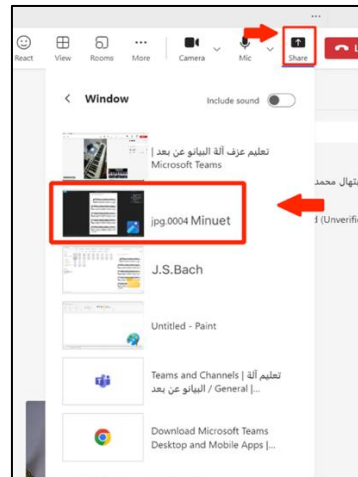 React View Rooms More Camera Mic Share
Window
Include sound
تعليم عزف آلة البيانو عن بعد |
Microsoft Teams
jpg.0004 Minuet
J.S.Bach
Untitled - Paint
Teams and Channels | تعليم آلة
البيانو عن بعد / General |...
Download Microsoft Teams
Desktop and Mobile Apps |...